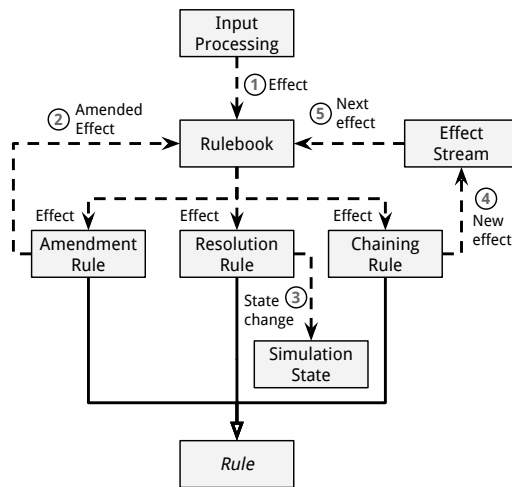 Input
Processing
1 Effect
2 Amended
Effect
5 Next
effect
Rulebook
Effect
Stream
4
New
effect
Effect
Effect
Effect
Amendment
Rule
Resolution
Rule
Chaining
Rule
State
change
3
Simulation
State
Rule